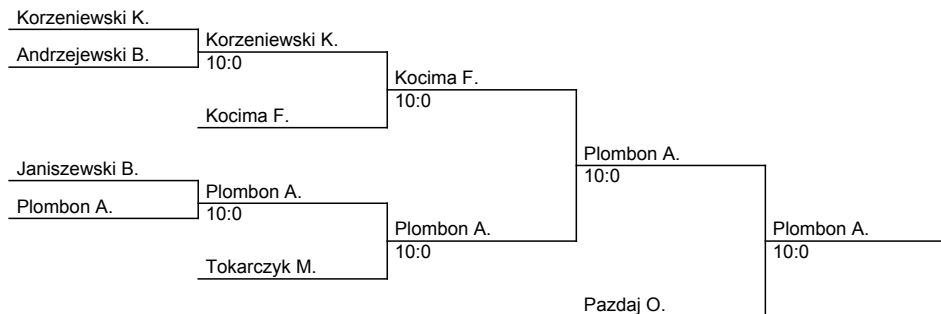 Korzeniewski K.
Andrzejewski B.
Korzeniewski K.
10:0
Kocima F.
Kocima F.
10:0
Janiszewski B.
Plombon A.
Plombon A.
10:0
Tokarczyk M.
Plombon A.
10:0
Plombon A.
10:0
Pazdaj O.
Plombon A.
10:0